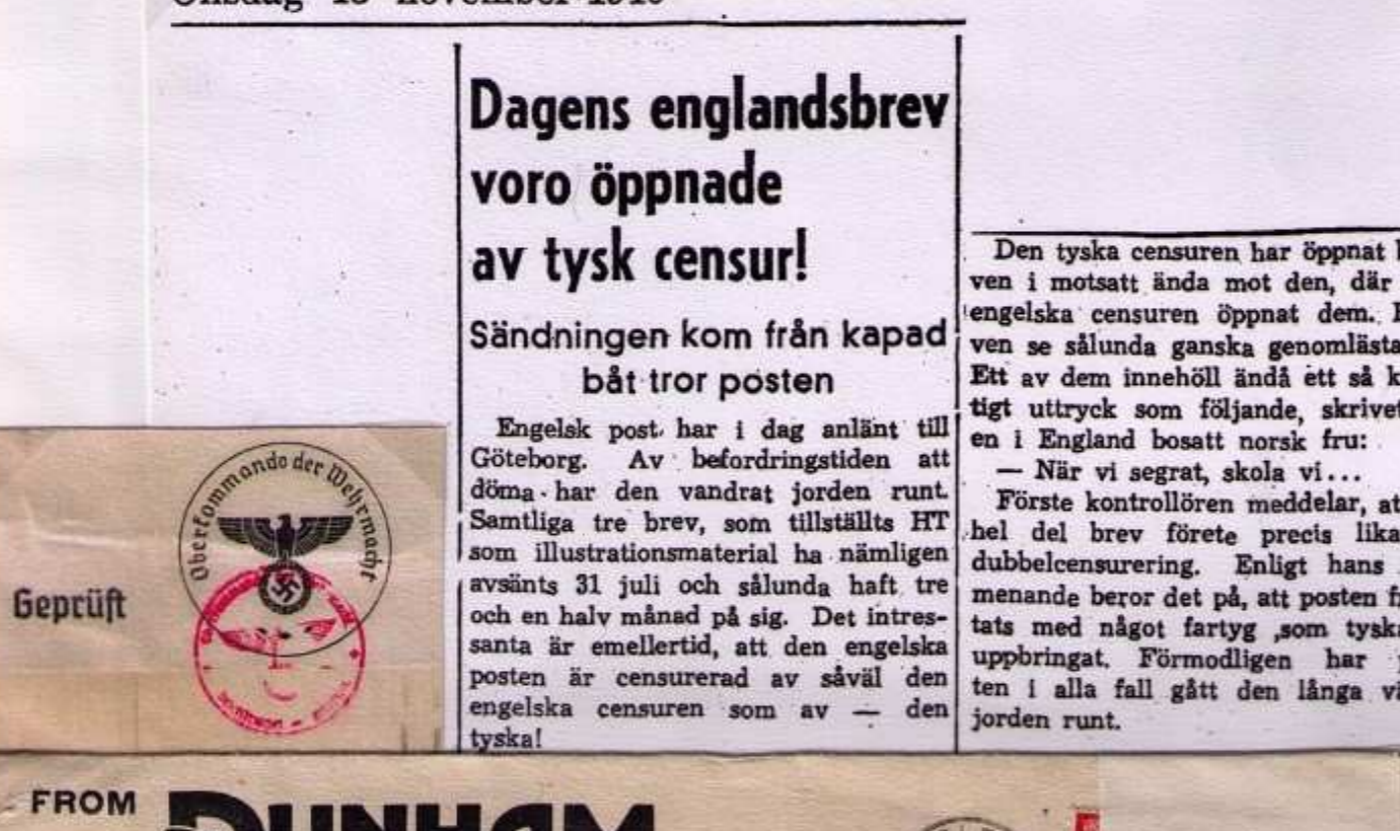 Dagens englandsbrev
voro öppnade
av tysk censur!
Sändningen kom från kapad
båt tror posten
Engelsk post har i dag anlänt till
Göteborg. Av befordringstiden att
döma har den vandrat jorden runt.
Samtliga tre brev, som tillställts HT
som illustrationsmaterial ha nämligen
avsänts 31 juli och sålunda haft tre
och en halv månad på sig. Det intres-
santa är emellertid, att den engelska
posten är censurerad av såväl den
engelska censuren som av — den
tyska!
Den tyska censuren har öppnat
ven i motsatt ända mot den, där
engelska censuren öppnat dem.
ven se sålunda ganska genomlästa
Ett av dem innehöll ändå ett så
tigt uttryck som följande, skrivet
en i England bosatt norsk fru:
— När vi segrat, skola vi...
Förste kontrollören meddelar, at
hel del brev förete precis lika
dubbelcensurering. Enligt hans
menande beror det på, att posten
tats med något fartyg ,som tyska
uppbringat. Förmodligen har
ten i alla fall gått den långa
jorden runt.
Oberkommando der Wehrmacht
Geprüft
FROM DUNHAM